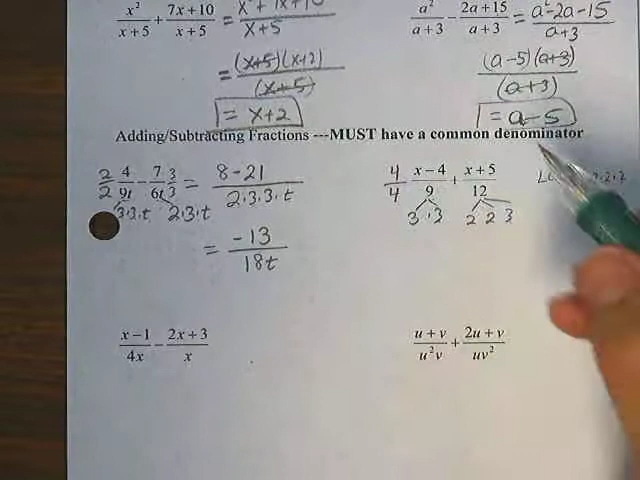 x²/(x+5) + (7x+10)/(x+5) = (x²+7x+10)/(x+5)
= (x+5)(x+2)/(x+5)
= x+2
a²/(a+3) − (2a+15)/(a+3) = (a²-2a-15)/(a+3)
(a-5)(a+3)/(a+3)
= a-5
Adding/Subtracting Fractions ---MUST have a common denominator
2/2 4/9t − 7/6t 3/3 = (8-21)/(2·3·3·t)
3·3·t 2·3·t
= -13/18t
4/4 (x−4)/9 + (x+5)/12
3·3 2 2 3
(x−1)/4x − (2x+3)/x
(u+v)/u²v + (2u+v)/uv²